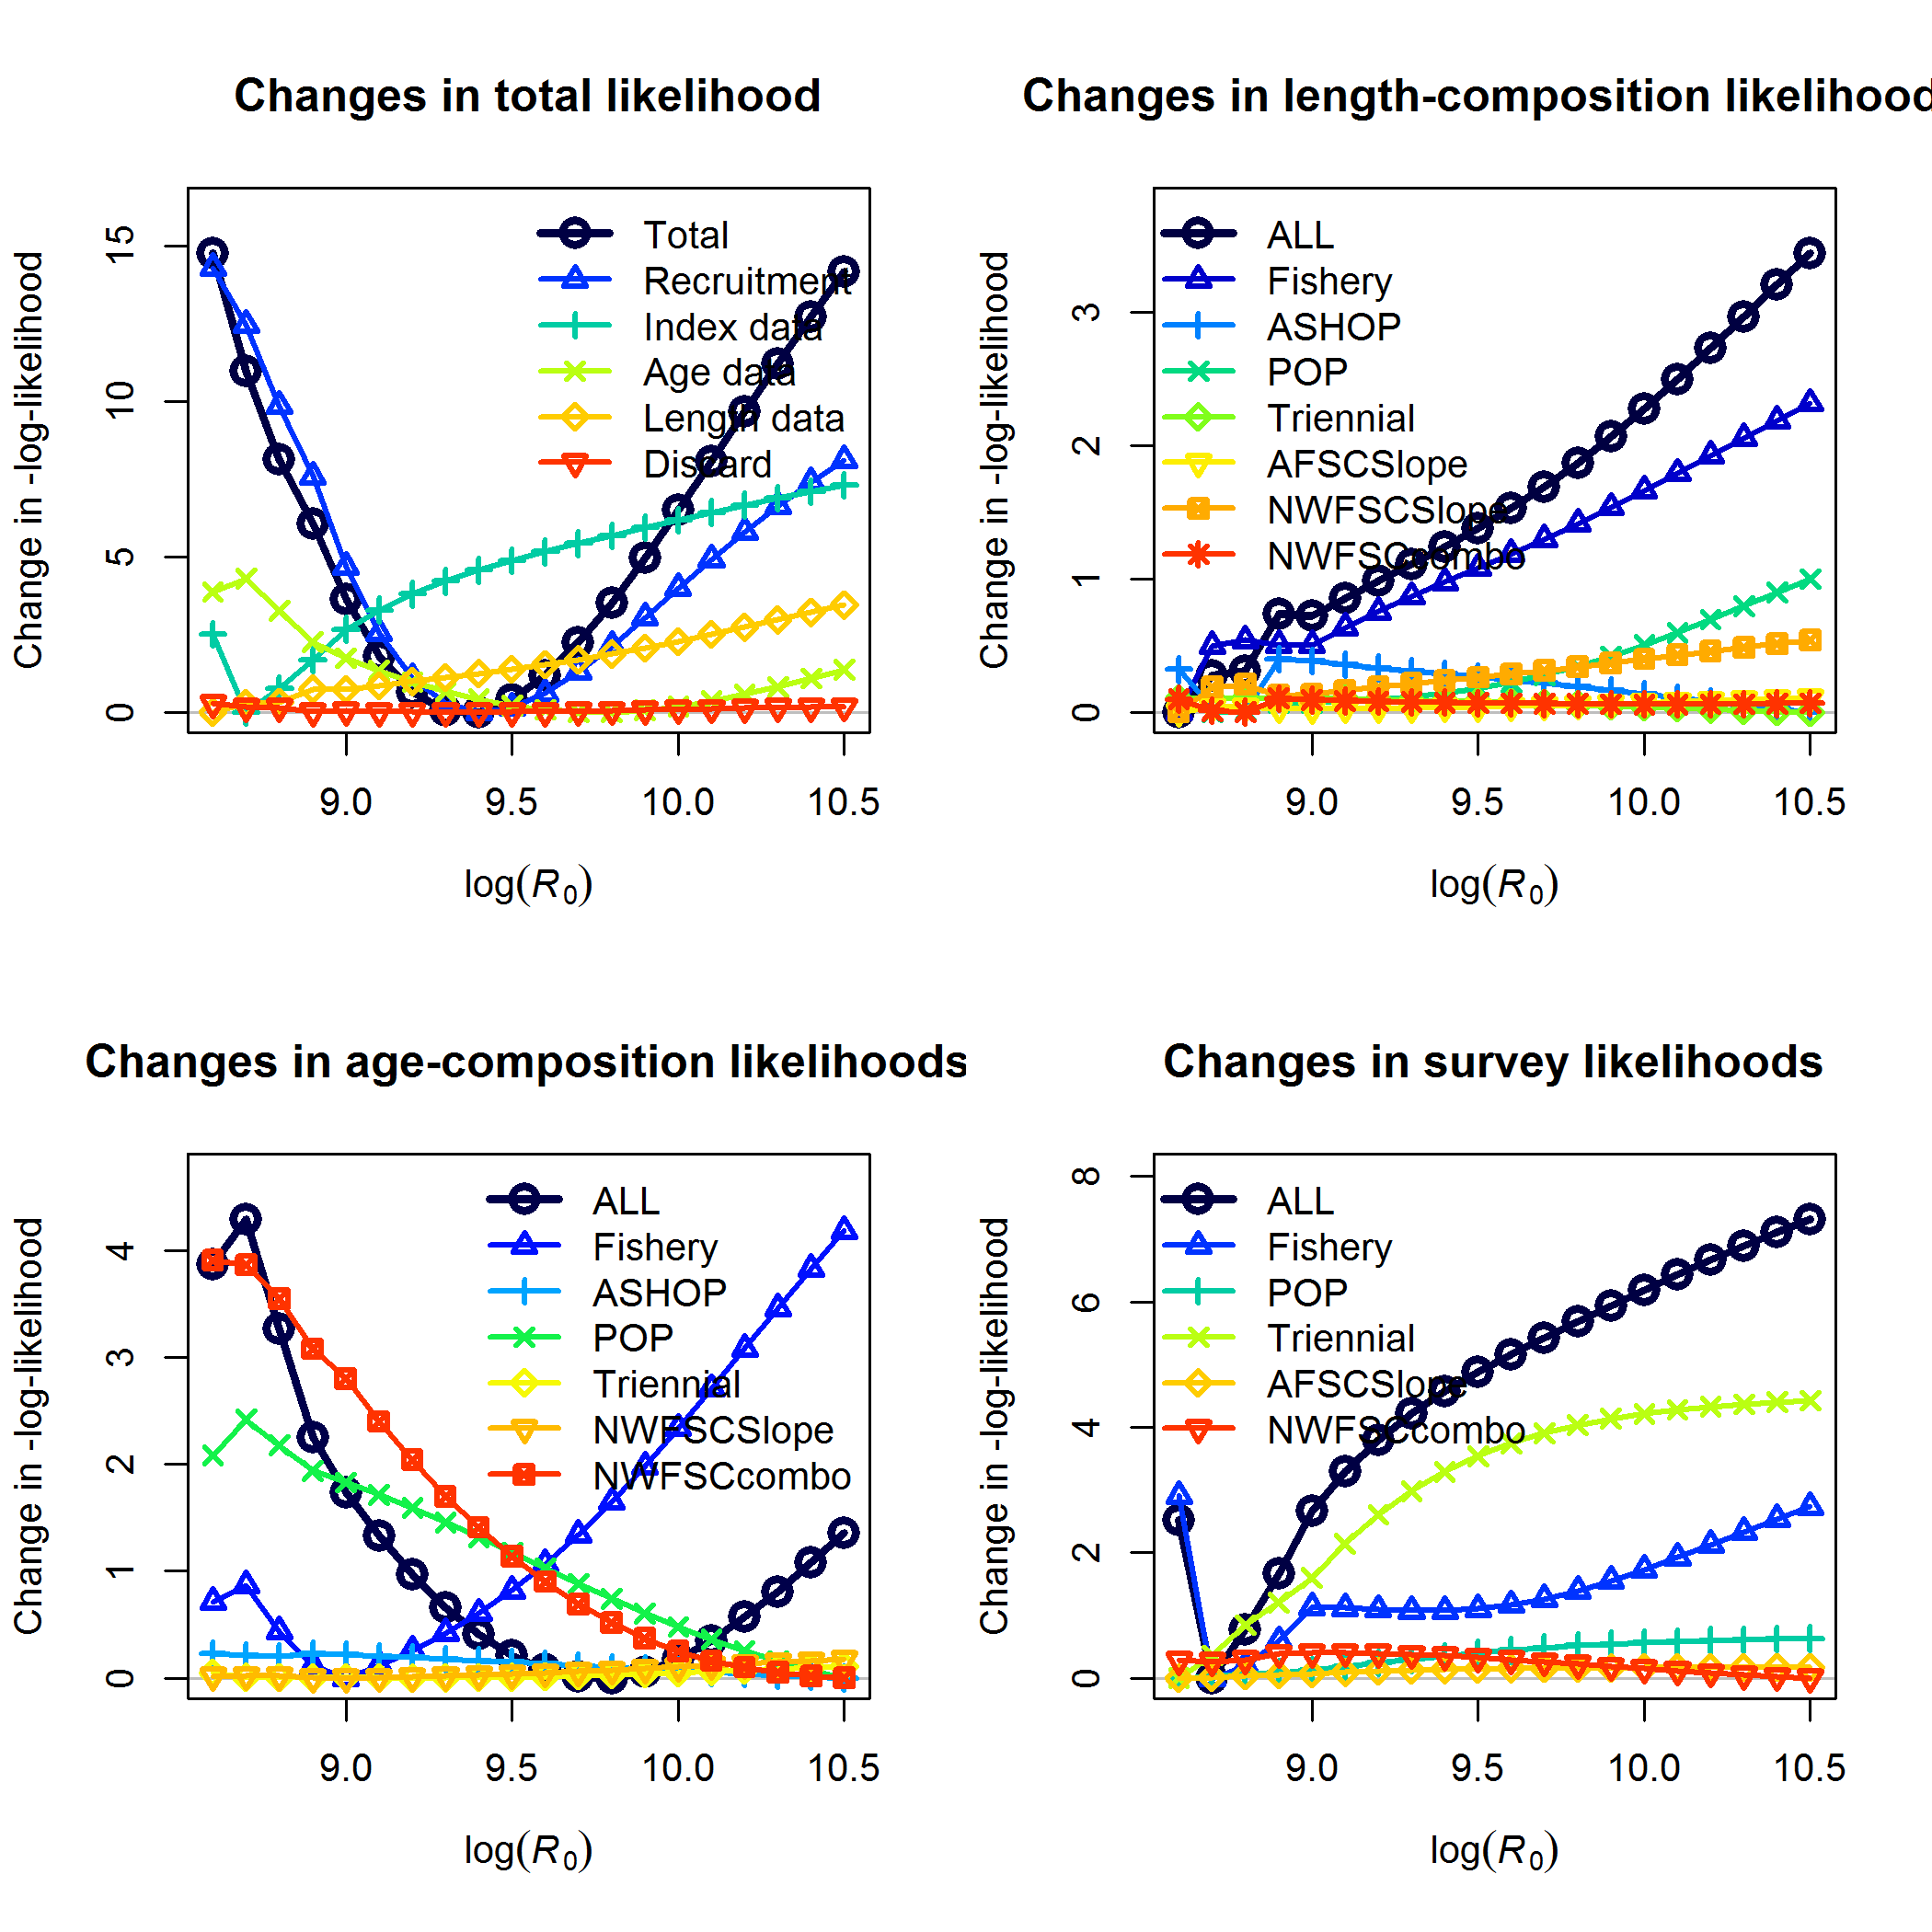 Changes in total likelihood
Change in -log-likelihood
15
10
5
0
Total
Recruitment
Index data
Age data
Length data
Discard
9.0 9.5 10.0 10.5
log(R0)
Changes in length-composition likelihood
Change in -log-likelihood
3
2
1
0
ALL
Fishery
ASHOP
POP
Triennial
AFSCSlope
NWFSCSlope
NWFSCcombo
9.0 9.5 10.0 10.5
log(R0)
Changes in age-composition likelihoods
Change in -log-likelihood
4
3
2
1
0
ALL
Fishery
ASHOP
POP
Triennial
NWFSCSlope
NWFSCcombo
9.0 9.5 10.0 10.5
log(R0)
Changes in survey likelihoods
Change in -log-likelihood
8
6
4
2
0
ALL
Fishery
POP
Triennial
AFSCSlope
NWFSCcombo
9.0 9.5 10.0 10.5
log(R0)